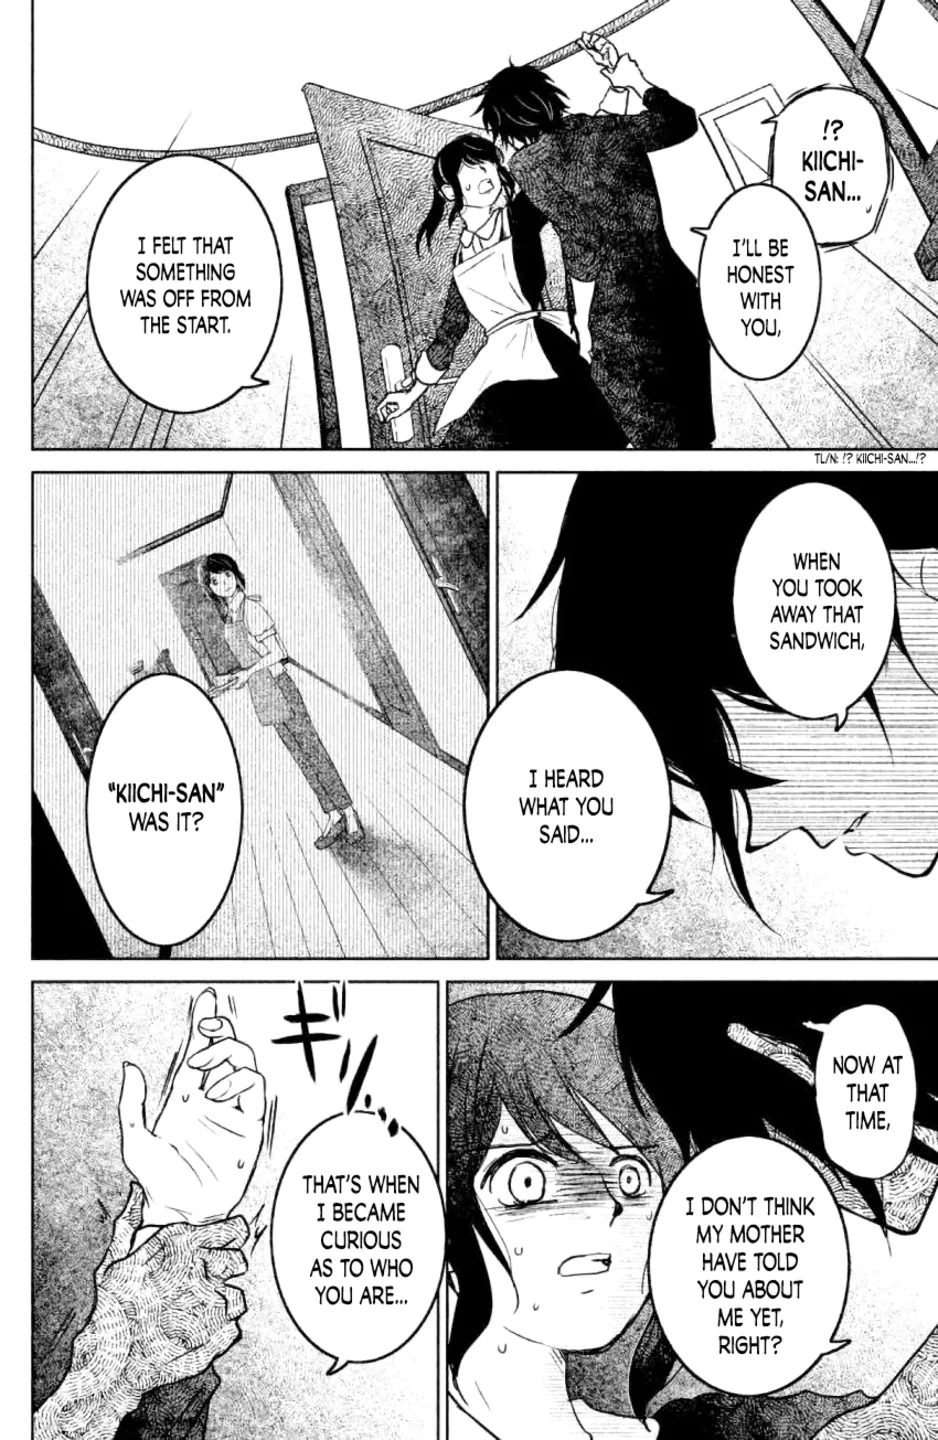 !?
KIICHI-
SAN...
I'LL BE
HONEST
WITH
YOU,
I FELT THAT
SOMETHING
WAS OFF FROM
THE START.
TL/N: !? KIICHI-SAN...!?
WHEN
YOU TOOK
AWAY THAT
SANDWICH,
I HEARD
WHAT YOU
SAID...
"KIICHI-SAN"
WAS IT?
NOW AT
THAT
TIME,
I DON'T THINK
MY MOTHER
HAVE TOLD
YOU ABOUT
ME YET,
RIGHT?
ギ
リ
THAT'S WHEN
I BECAME
CURIOUS
AS TO WHO
YOU ARE...